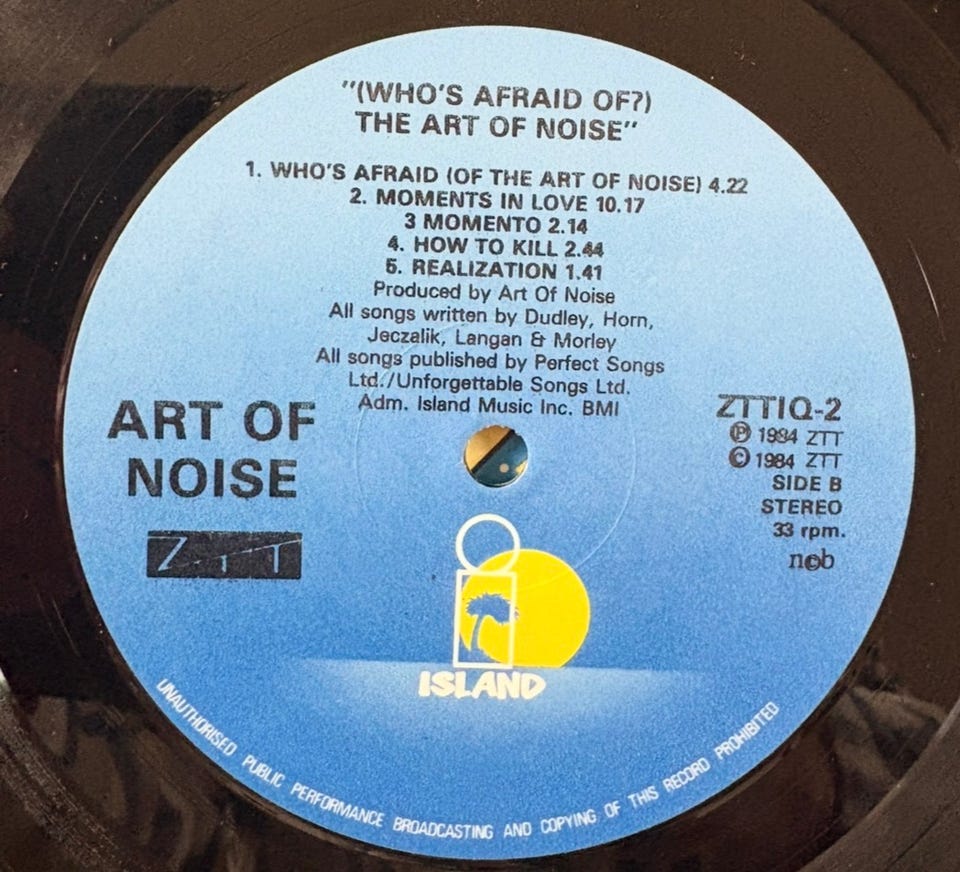 "(WHO'S AFRAID OF?)
THE ART OF NOISE"
1. WHO'S AFRAID (OF THE ART OF NOISE) 4.22
2. MOMENTS IN LOVE 10.17
3 MOMENTO 2.14
4. HOW TO KILL 2.44
5. REALIZATION 1.41
Produced by Art Of Noise
All songs written by Dudley, Horn,
Jeczalik, Langan & Morley
All songs published by Perfect Songs
Ltd./Unforgettable Songs Ltd.
Adm. Island Music Inc. BMI
ART OF
NOISE
ZTT
ZTTIQ-2
Ⓟ 1984 ZTT
© 1984 ZTT
SIDE B
STEREO
33 rpm.
n©b
ISLAND
UNAUTHORISED PUBLIC PERFORMANCE BROADCASTING AND COPYING OF THIS RECORD PROHIBITED